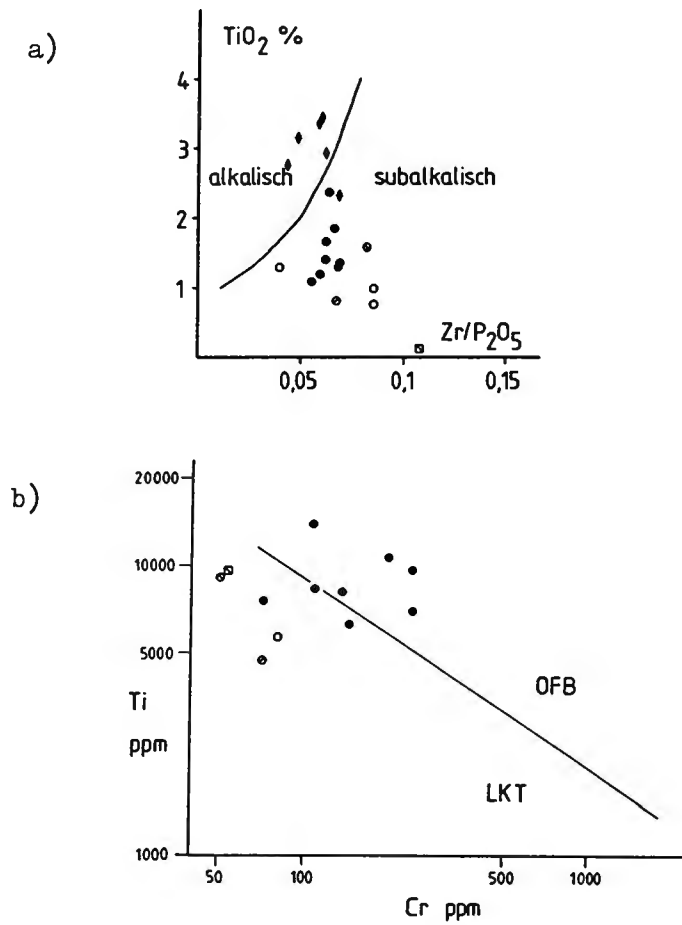 a)
TiO₂ %
4
3
alkalisch subalkalisch
2
1
Zr/P₂O₅
0,05 0,1 0,15
b)
20000
10000
5000
Ti
ppm
OFB
LKT
1000
50 100 500 1000
Cr ppm